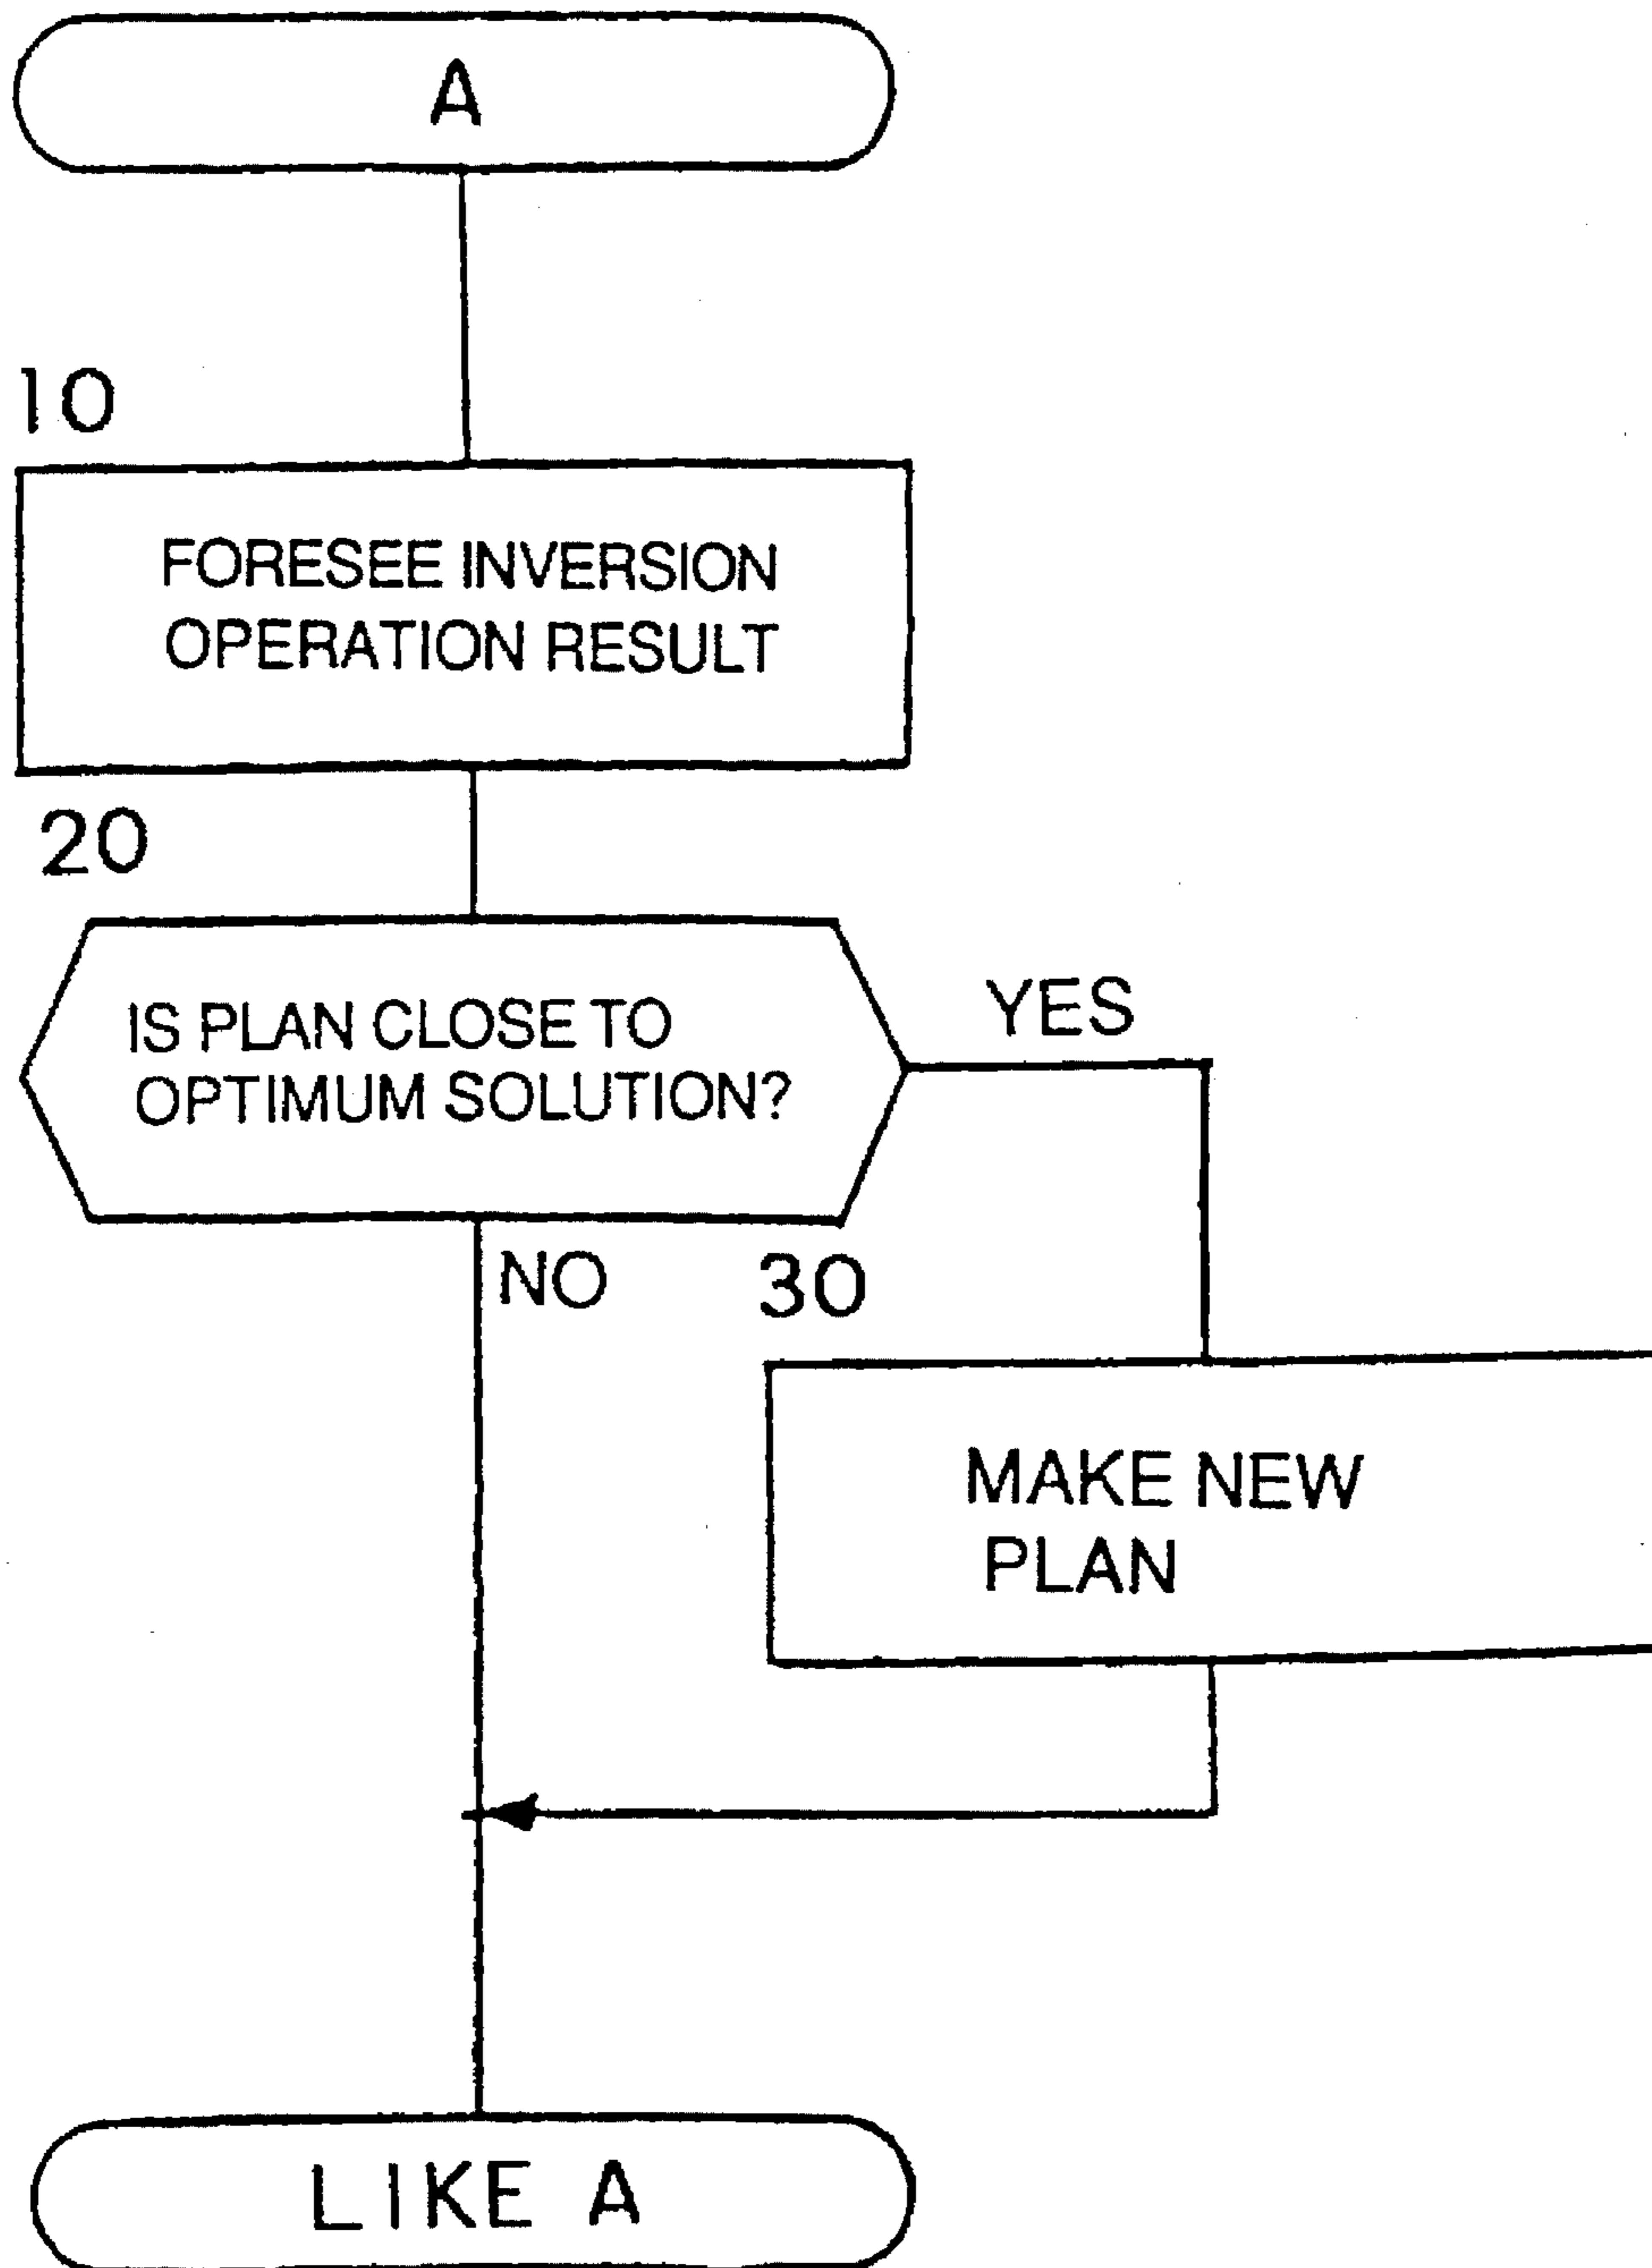 A
10
FORESEE INVERSION
OPERATION RESULT
20
IS PLAN CLOSE TO
OPTIMUM SOLUTION?
YES
NO
30
MAKE NEW
PLAN
LIKE A